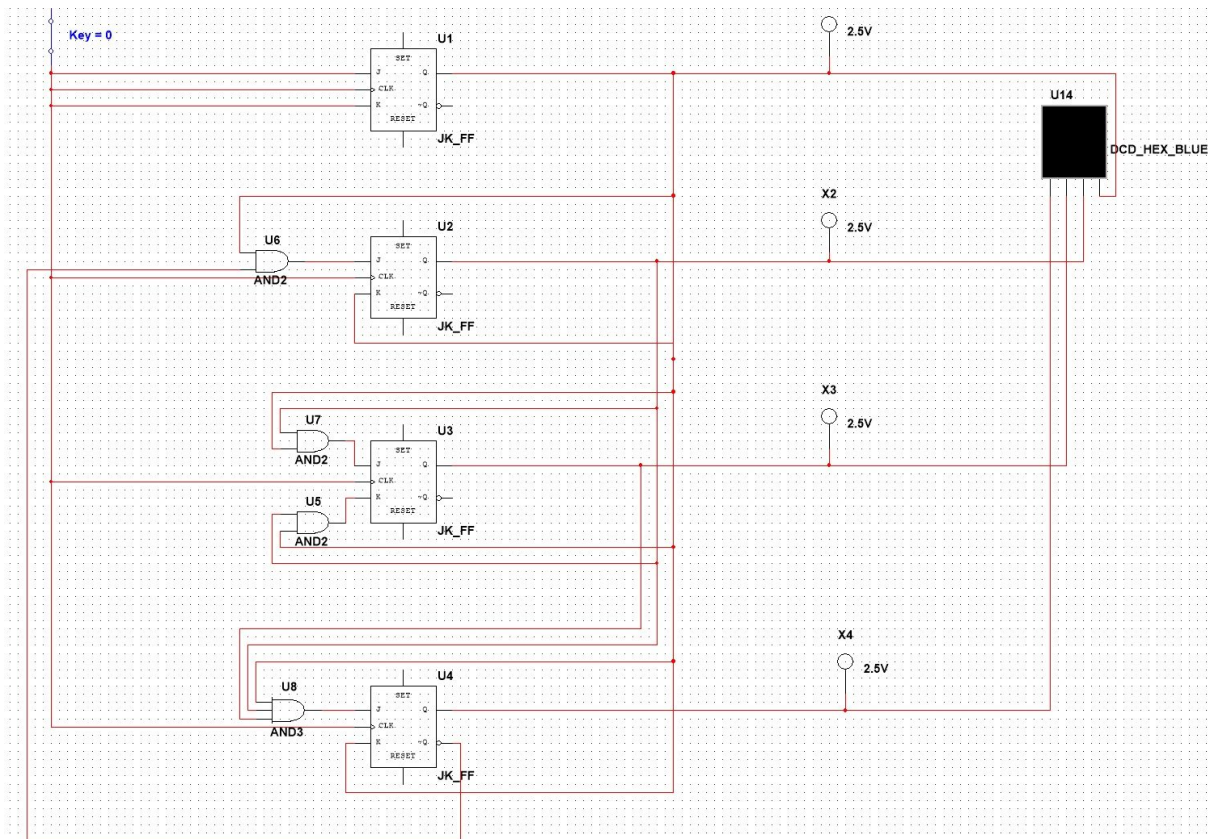 2.5V
Key = 0
U1
SET
J Q
CLK
K ~Q
RESET
JK_FF
U14
DCD_HEX_BLUE
X2
2.5V
U6
AND2
U2
SET
J Q
CLK
K ~Q
RESET
JK_FF
X3
2.5V
U7
AND2
U3
SET
J Q
CLK
K ~Q
RESET
JK_FF
U5
AND2
X4
2.5V
U8
AND3
U4
SET
J Q
CLK
K ~Q
RESET
JK_FF